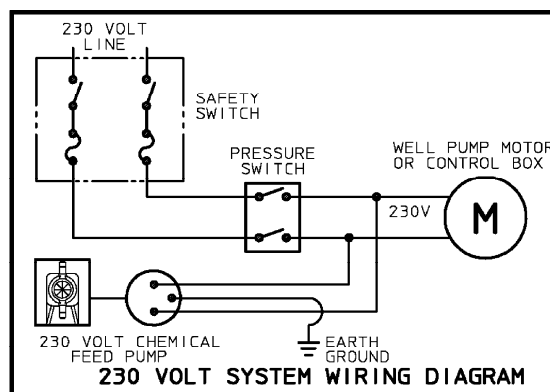 230 VOLT
LINE
SAFETY
SWITCH
PRESSURE
SWITCH
WELL PUMP MOTOR
OR CONTROL BOX
230V
M
230 VOLT CHEMICAL
FEED PUMP
EARTH
GROUND
230 VOLT SYSTEM WIRING DIAGRAM